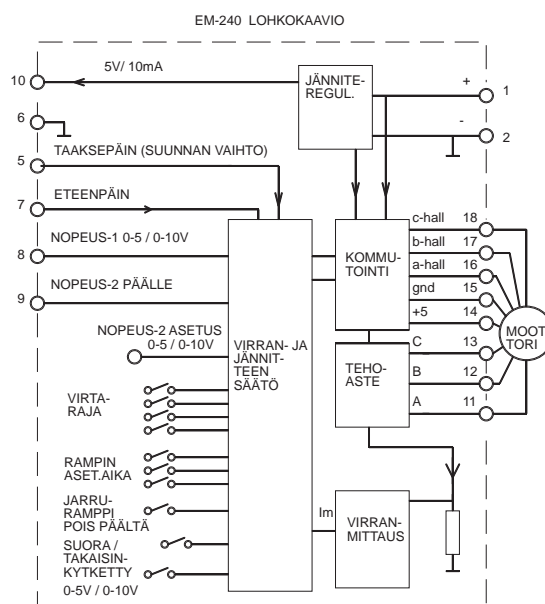 EM-240 LOHKOKAAVIO
10
5V/ 10mA
JÄNNITE-
REGUL.
+
1
6
-
2
5
TAAKSEPÄIN (SUUNNAN VAIHTO)
7
ETEENPÄIN
8
NOPEUS-1 0-5 / 0-10V
9
NOPEUS-2 PÄÄLLE
NOPEUS-2 ASETUS
0-5 / 0-10V
VIRRAN- JA
JÄNNIT-
TEEN
SÄÄTÖ
KOMMU-
TOINTI
c-hall 18
b-hall 17
a-hall 16
gnd 15
+5 14
MOOT
TORI
TEHO-
ASTE
C 13
B 12
A 11
VIRTA-
RAJA
RAMPIN
ASET.AIKA
JARRU-
RAMPPI
POIS PÄÄLTÄ
SUORA /
TAKAISIN-
KYTKETTY
0-5V / 0-10V
Im
VIRRAN-
MITTAUS